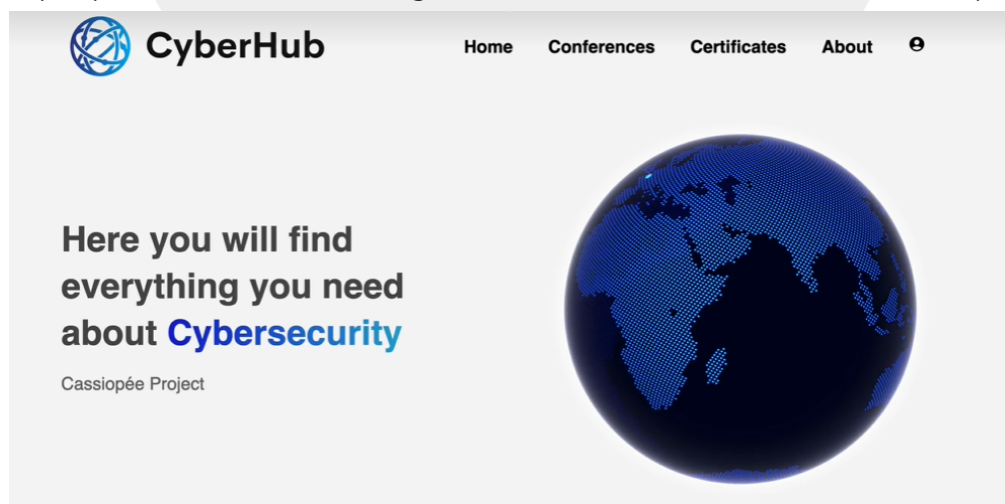 CyberHub
Home Conferences Certificates About
Here you will find
everything you need
about Cybersecurity
Cassiopée Project